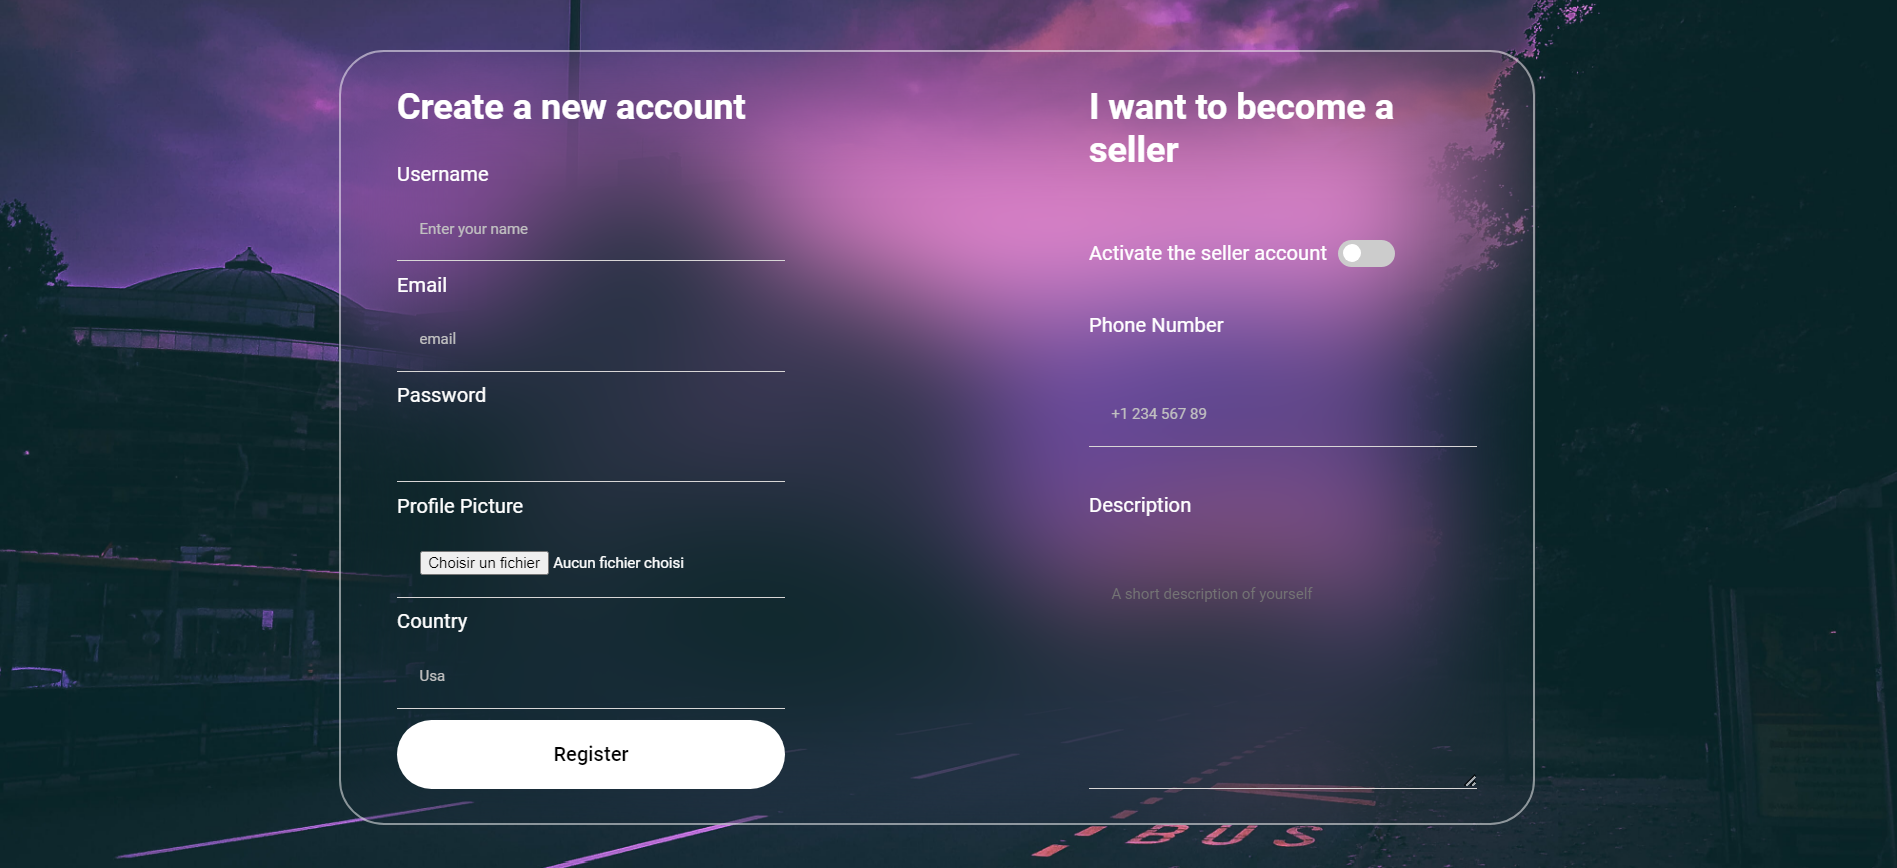 Create a new account
Username
Enter your name
Email
email
Password
Profile Picture
Choisir un fichier Aucun fichier choisi
Country
Usa
Register
I want to become a
seller
Activate the seller account
Phone Number
+1 234 567 89
Description
A short description of yourself
BUS